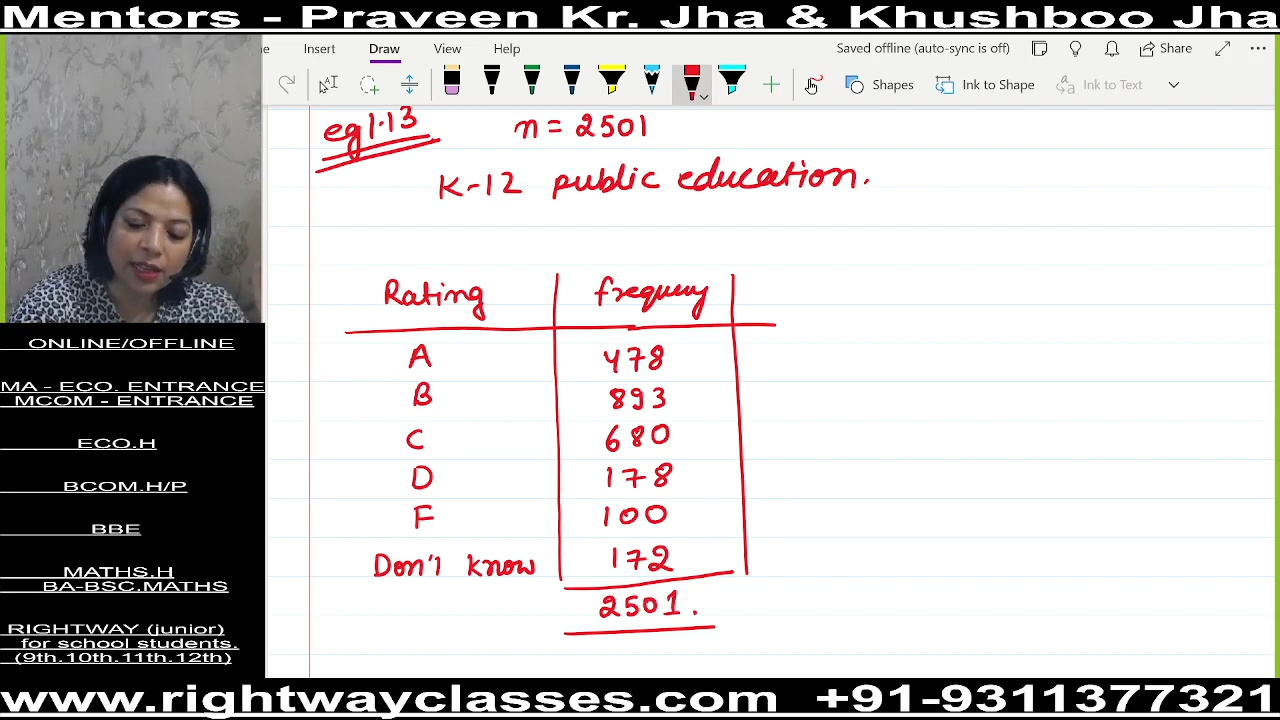 Mentors - Praveen Kr. Jha & Khushboo Jha
Insert Draw View Help
Saved offline (auto-sync is off)
Share
Shapes
Ink to Shape
Ink to Text
eg 1.13 n = 2501
K-12 public education.
Rating frequency
A 478
B 893
C 680
D 178
F 100
Don't know 172
2501.
ONLINE/OFFLINE
MA - ECO. ENTRANCE
MCOM - ENTRANCE
ECO.H
BCOM.H/P
BBE
MATHS.H
BA-BSC.MATHS
RIGHTWAY (junior)
for school students.
(9th.10th.11th.12th)
www.rightwayclasses.com +91-9311377321